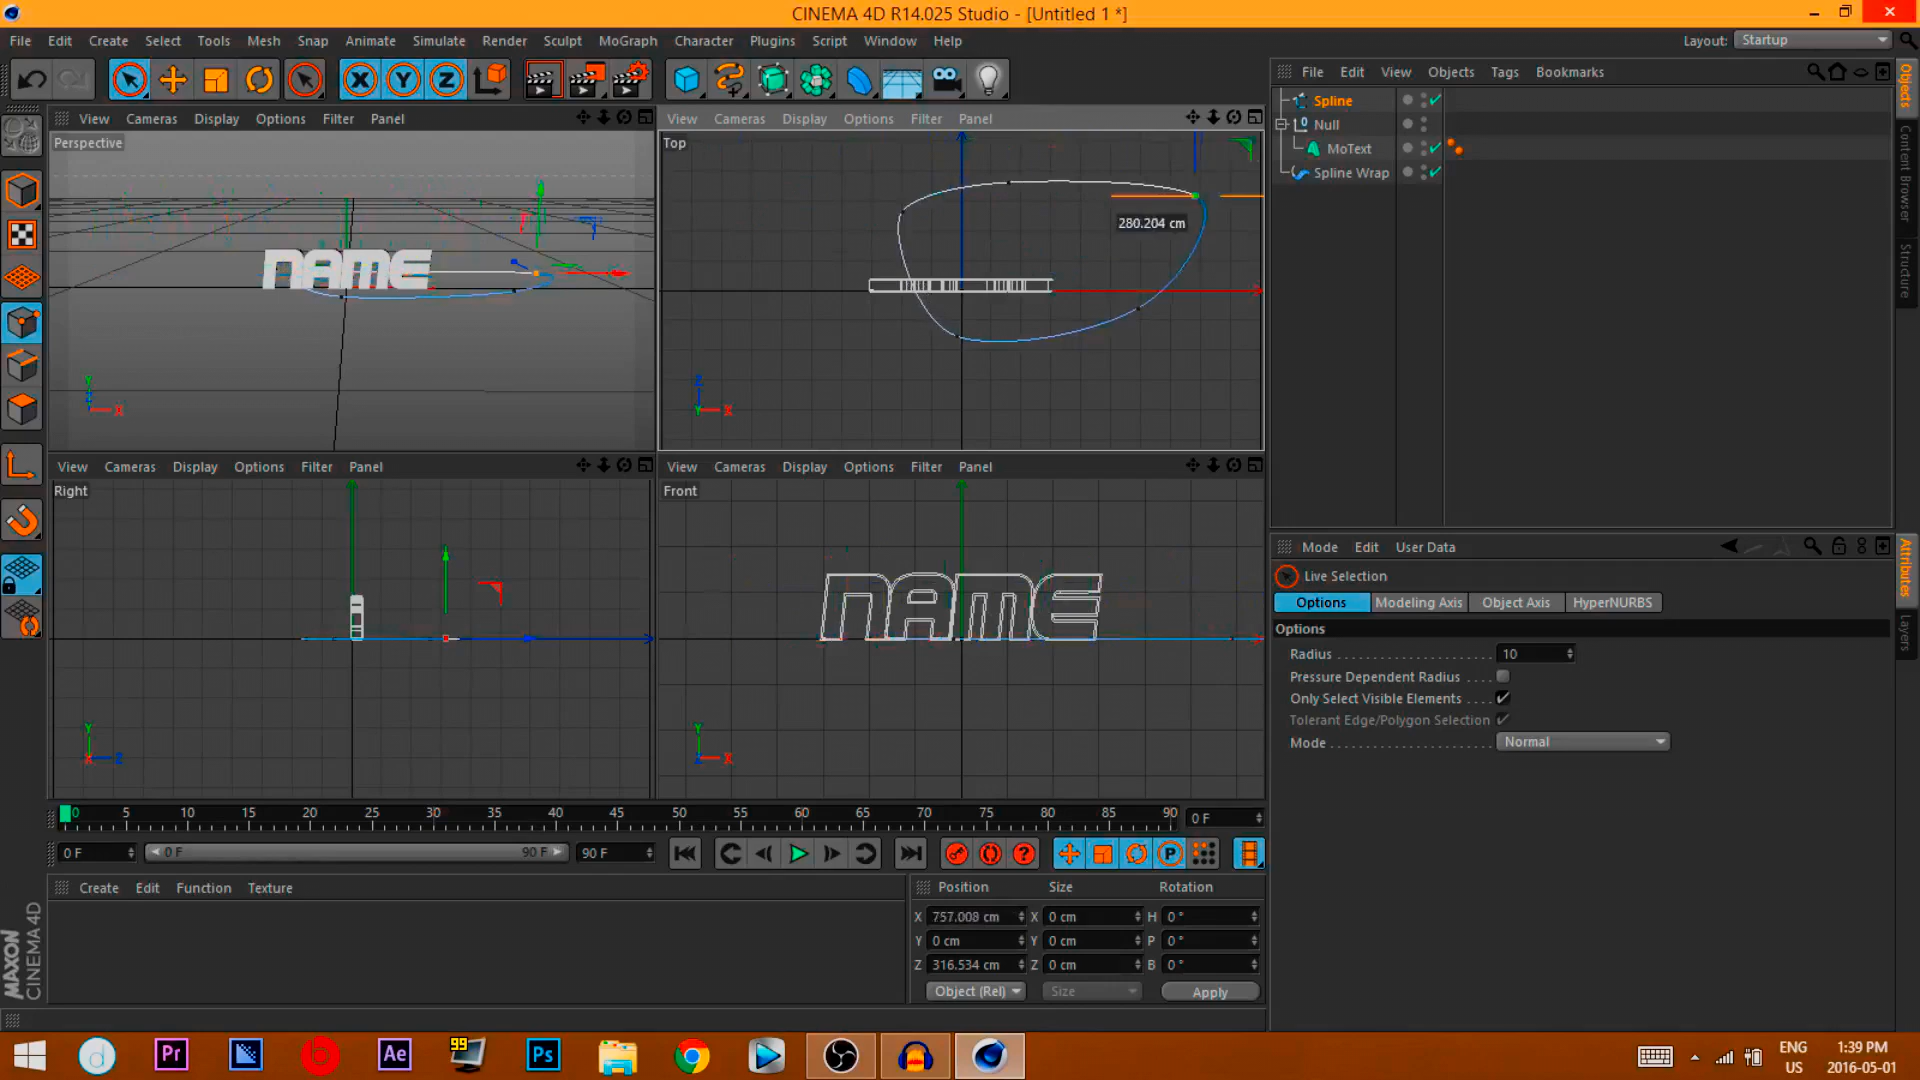 CINEMA 4D R14.025 Studio - [Untitled 1 *]
File Edit Create Select Tools Mesh Snap Animate Simulate Render Sculpt MoGraph Character Plugins Script Window Help Layout: Startup
X Y Z
File Edit View Objects Tags Bookmarks
Spline
Null
MoText
Spline Wrap
Objects
Content Browser
Structure
View Cameras Display Options Filter Panel
Perspective
NAME
Y
X
View Cameras Display Options Filter Panel
Top
280.204 cm
Z
Y X
View Cameras Display Options Filter Panel
Right
Y
X Z
View Cameras Display Options Filter Panel
Front
NAME
Y
Z X
Mode Edit User Data
Live Selection
Options Modeling Axis Object Axis HyperNURBS
Options
Radius 10
Pressure Dependent Radius
Only Select Visible Elements
Tolerant Edge/Polygon Selection
Mode Normal
Attributes
Layers
0 5 10 15 20 25 30 35 40 45 50 55 60 65 70 75 80 85 90 0 F
0 F 0 F 90 F 90 F
? P
Create Edit Function Texture
Position Size Rotation
X 757.008 cm X 0 cm H 0 °
Y 0 cm Y 0 cm P 0 °
Z 316.534 cm Z 0 cm B 0 °
Object (Rel) Size Apply
MAXON
CINEMA 4D
Pr Ae 99 Ps
ENG
US
1:39 PM
2016-05-01